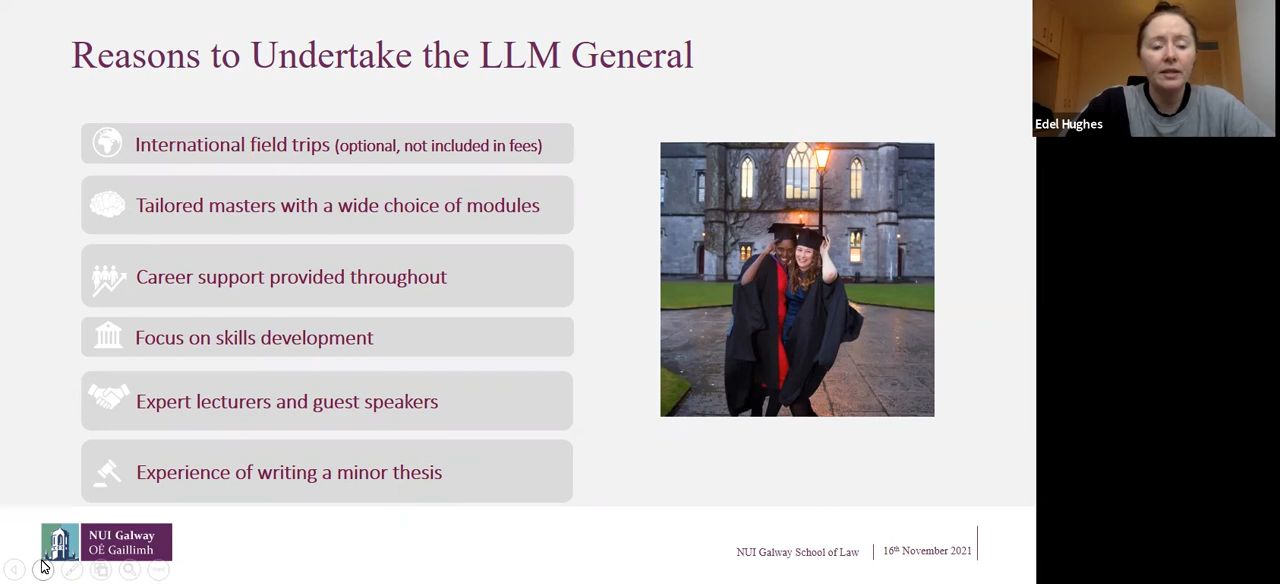 Reasons to Undertake the LLM General
International field trips (optional, not included in fees)
Tailored masters with a wide choice of modules
Career support provided throughout
Focus on skills development
Expert lecturers and guest speakers
Experience of writing a minor thesis
NUI Galway
OÉ Gaillimh
NUI Galway School of Law
16th November 2021
Edel Hughes